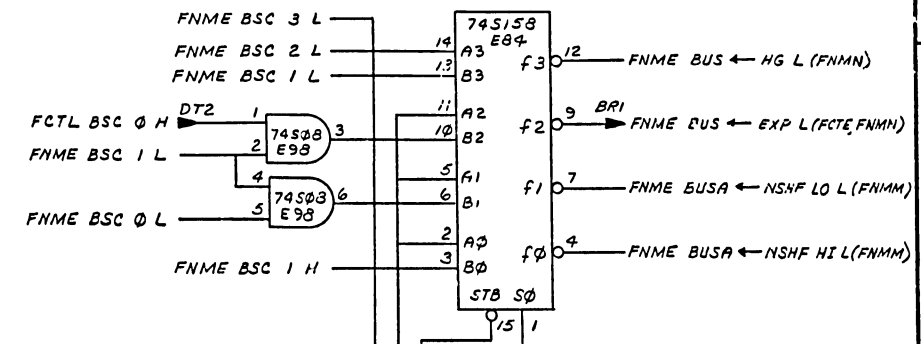 FNME BSC 3 L
74S158
E84
FNME BSC 2 L 14 A3
FNME BSC 1 L 13 B3
f3 12 FNME BUS ← HG L (FNMN)
11 A2
FCTL BSC Ø H DT2 1 74SØ8 E98 3 10 B2
f2 9 BR1 FNME BUS ← EXP L (FCTE, FNMN)
FNME BSC 1 L 2
4 74SØ8 E98 6
5 A1
6 B1
f1 7 FNME BUSA ← NSHF LO L (FNMM)
FNME BSC Ø L 5
2 AØ
3 BØ
fØ 4 FNME BUSA ← NSHF HI L (FNMM)
FNME BSC 1 H
STB SØ
15 1